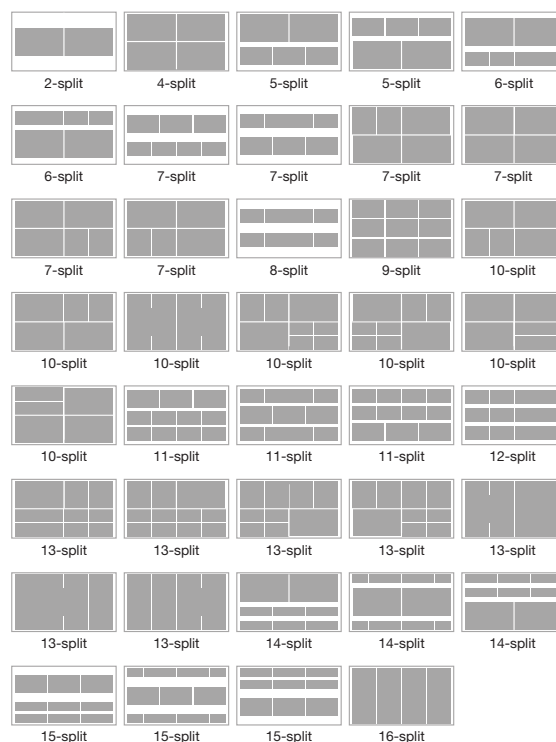 2-split 4-split 5-split 5-split 6-split
6-split 7-split 7-split 7-split 7-split
7-split 7-split 8-split 9-split 10-split
10-split 10-split 10-split 10-split 10-split
10-split 11-split 11-split 11-split 12-split
13-split 13-split 13-split 13-split 13-split
13-split 13-split 14-split 14-split 14-split
15-split 15-split 15-split 16-split